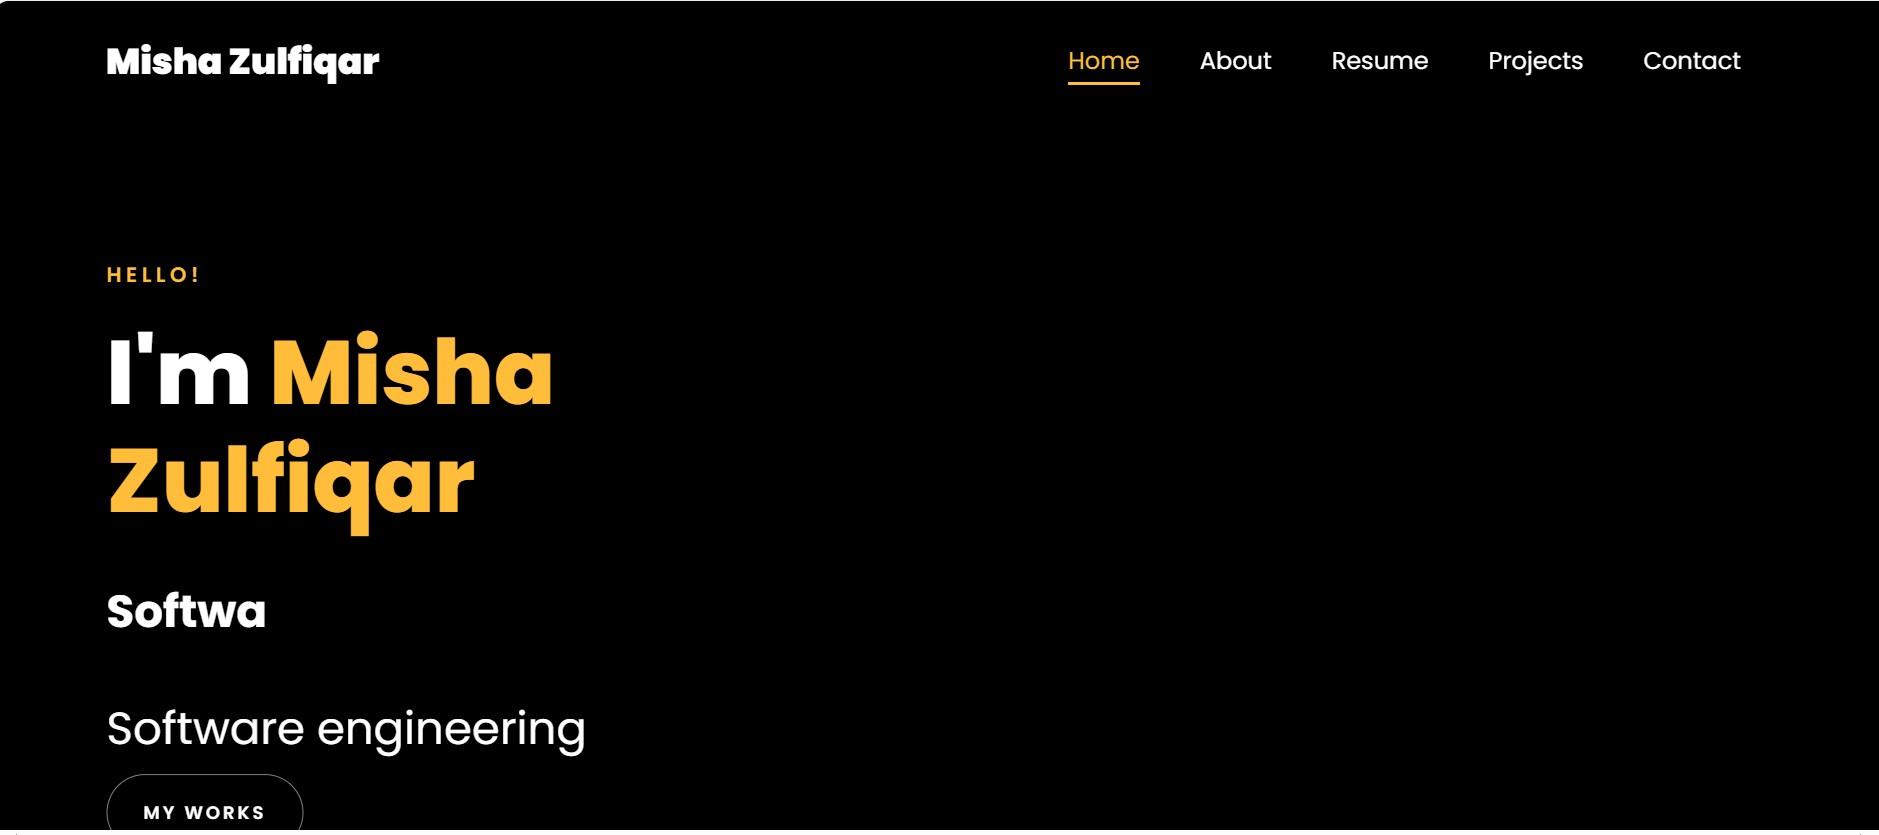 Misha Zulfiqar
Home About Resume Projects Contact
HELLO!
I'm Misha
Zulfiqar
Softwa
Software engineering
MY WORKS